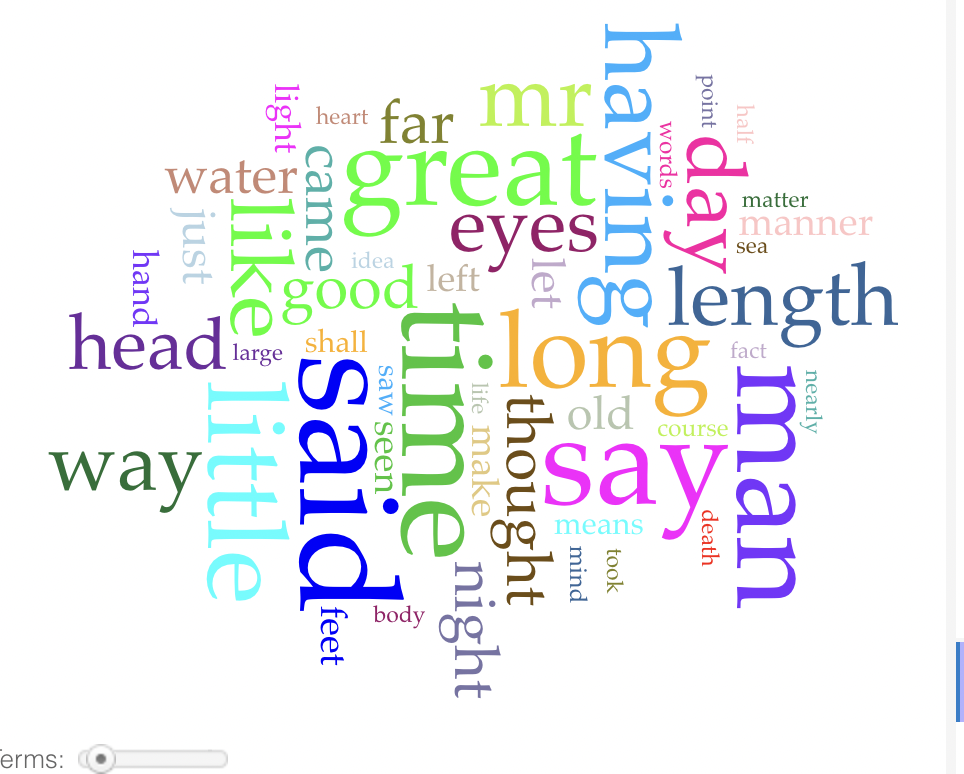 having
light
heart
far
mr
point
half
words
day
great
came
water
like
just
eyes
matter
manner
sea
idea
left
let
hand
good
length
head
large
shall
time
long
fact
said
saw
life
man
nearly
little
seen
make
thought
old
course
way
say
means
death
mind
took
night
feet
body
erms: